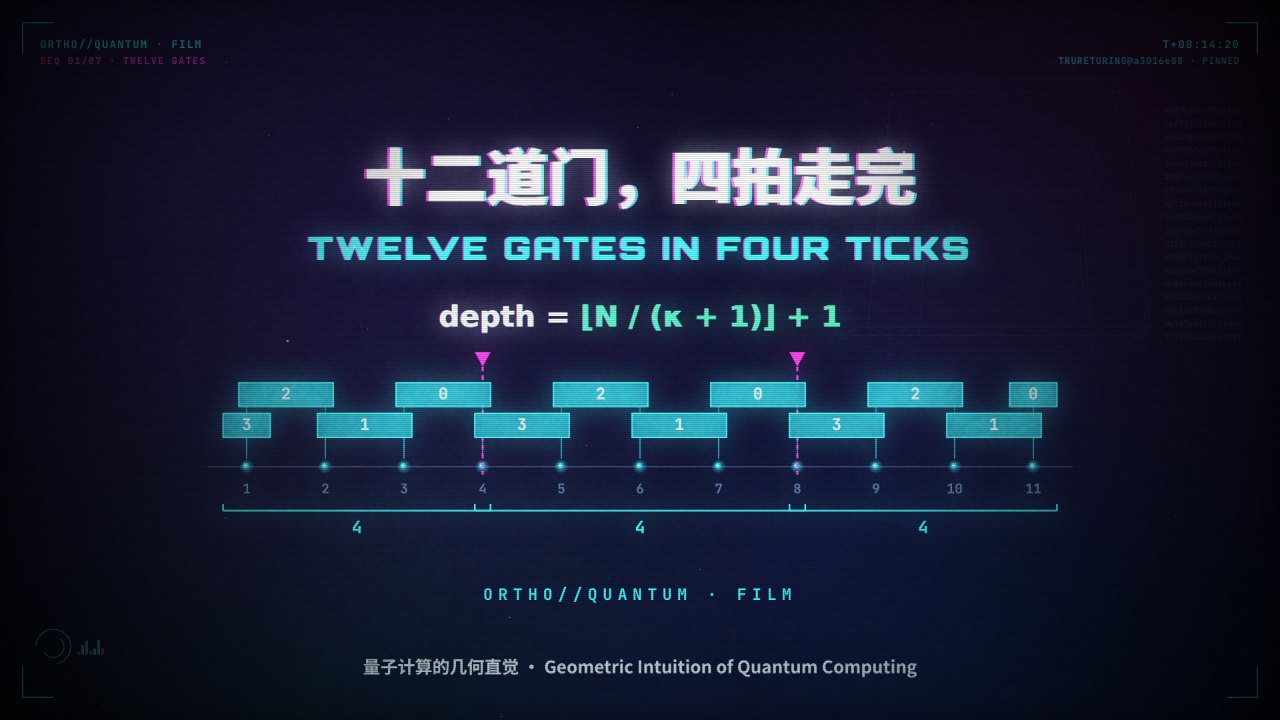 ORTHO//QUANTUM · FILM
SEQ 01/07 · TWELVE GATES
T+00:14:20
TRURETURING@a3016e08 · PINNED
十二道门，四拍走完
TWELVE GATES IN FOUR TICKS
depth = ⌊N / (κ + 1)⌋ + 1
2 0 2 0 2 0
3 1 3 1 3 1
1 2 3 4 5 6 7 8 9 10 11
4 4 4
ORTHO//QUANTUM · FILM
量子计算的几何直觉 • Geometric Intuition of Quantum Computing